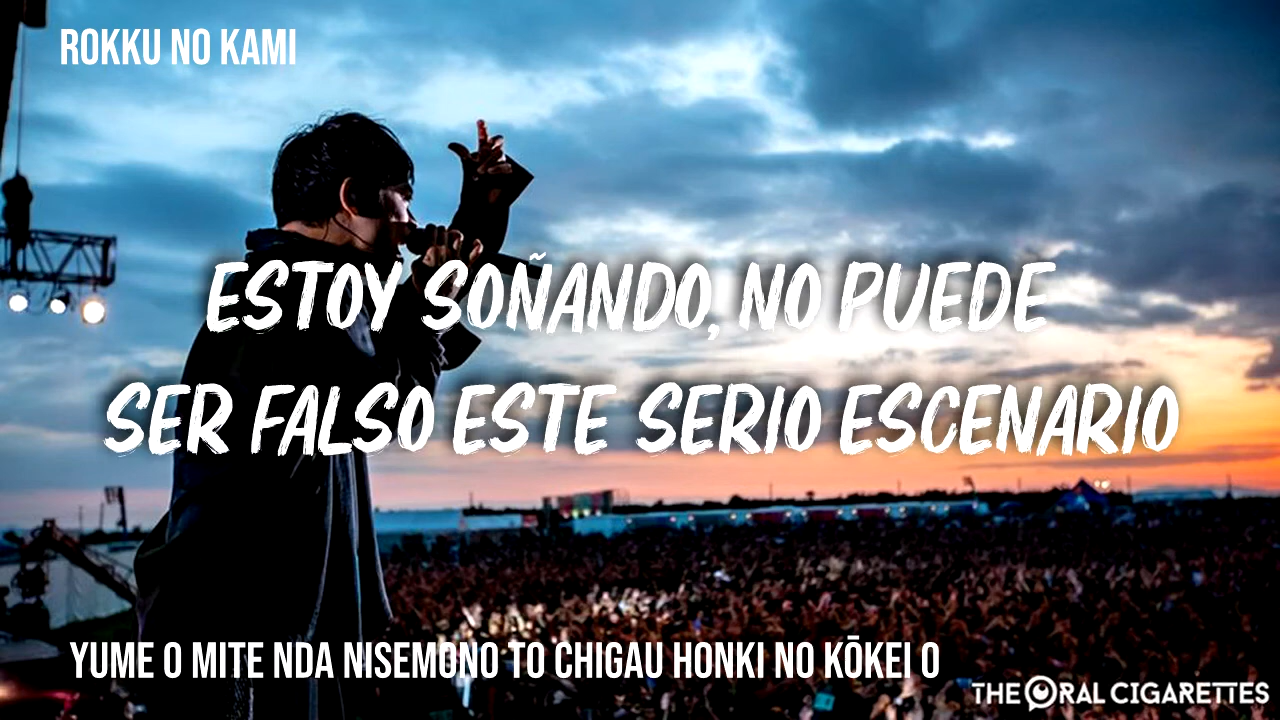 ROKKU NO KAMI
ESTOY SOÑANDO, NO PUEDE
SER FALSO ESTE SERIO ESCENARIO
YUME O MITE NDA NISEMONO TO CHIGAU HONKI NO KŌKEI O
THE ORAL CIGARETTES